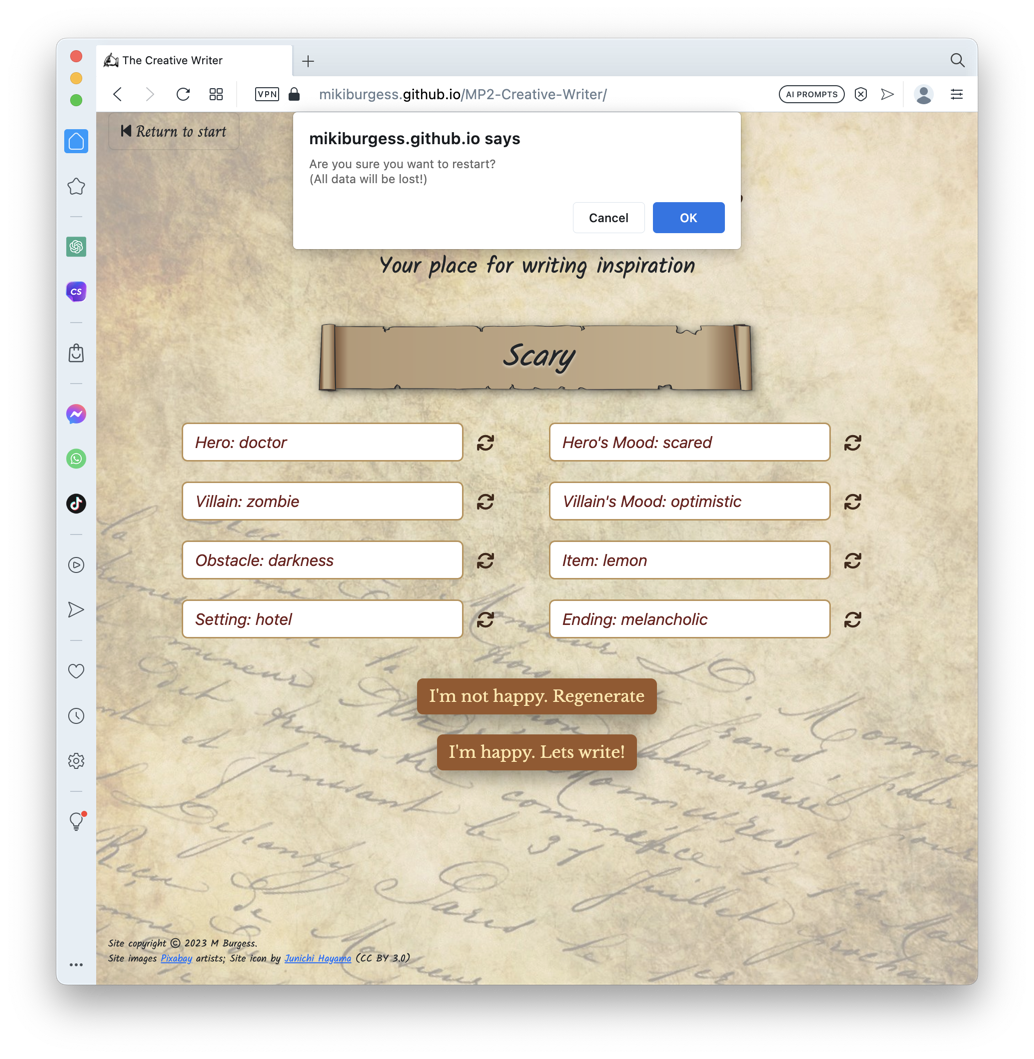 The Creative Writer
VPN
mikiburgess.github.io/MP2-Creative-Writer/
AI PROMPTS
Return to start
mikiburgess.github.io says
Are you sure you want to restart?
(All data will be lost!)
Cancel
OK
CS
Your place for writing inspiration
Scary
Hero: doctor
Hero's Mood: scared
Villain: zombie
Villain's Mood: optimistic
Obstacle: darkness
Item: lemon
Setting: hotel
Ending: melancholic
I'm not happy. Regenerate
I'm happy. Lets write!
Site copyright © 2023 M Burgess.
Site images Pixabay artists; Site icon by Junichi Hayama (CC BY 3.0)